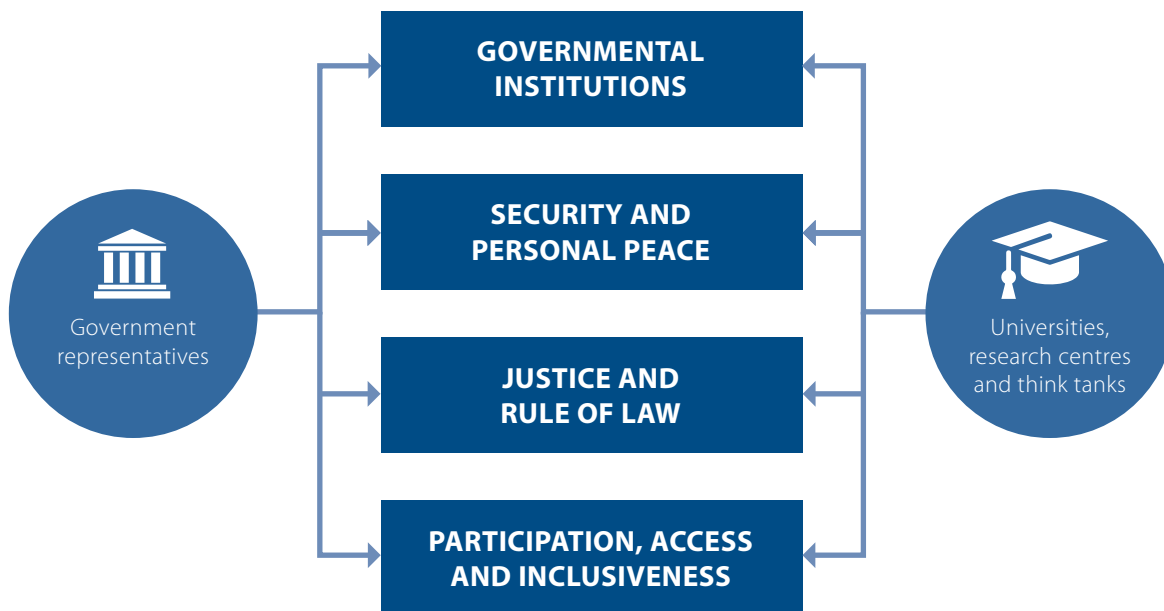 GOVERNMENTAL
INSTITUTIONS
SECURITY AND
PERSONAL PEACE
Government
representatives
Universities,
research centres
and think tanks
JUSTICE AND
RULE OF LAW
PARTICIPATION, ACCESS
AND INCLUSIVENESS